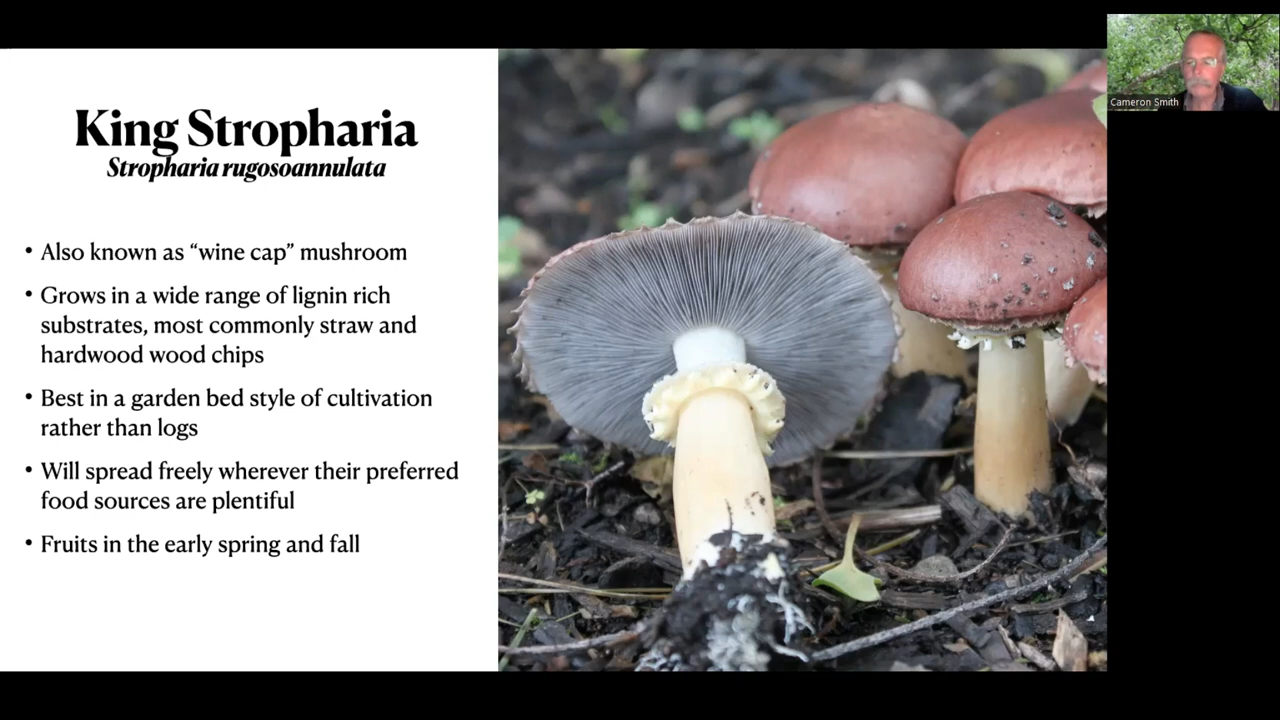 King Stropharia
Stropharia rugosoannulata
• Also known as “wine cap” mushroom
• Grows in a wide range of lignin rich
substrates, most commonly straw and
hardwood wood chips
• Best in a garden bed style of cultivation
rather than logs
• Will spread freely wherever their preferred
food sources are plentiful
• Fruits in the early spring and fall
Cameron Smith